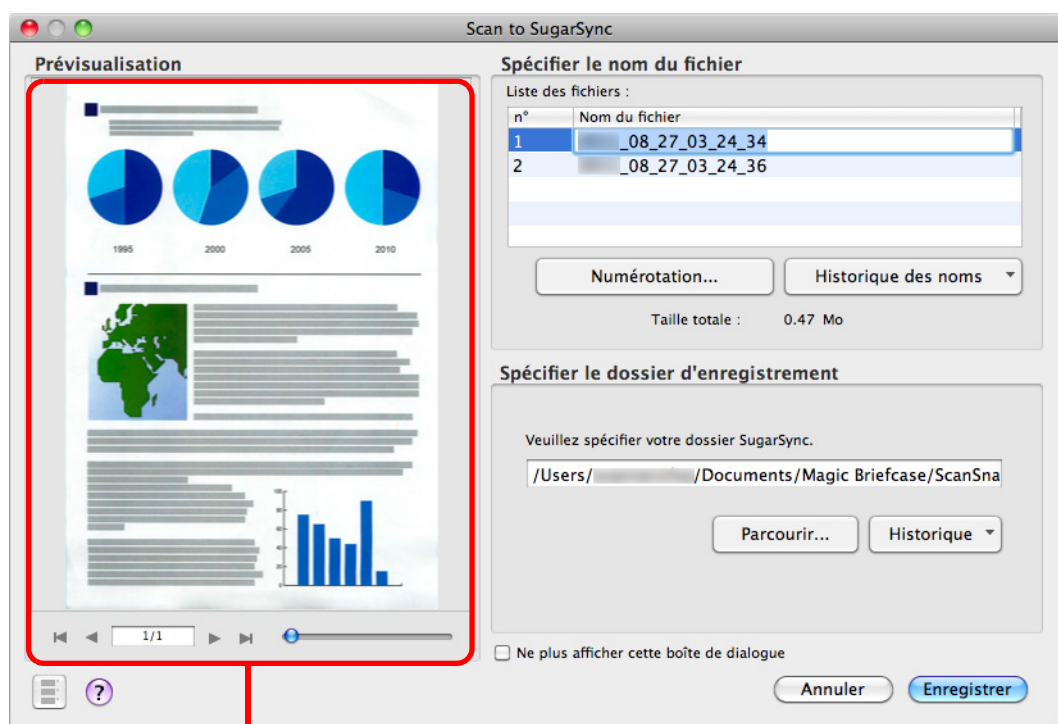 Scan to SugarSync
Prévisualisation
1995 2000 2005 2010
1/1
Spécifier le nom du fichier
Liste des fichiers :
n° Nom du fichier
1 _08_27_03_24_34
2 _08_27_03_24_36
Numérotation... Historique des noms
Taille totale : 0.47 Mo
Spécifier le dossier d'enregistrement
Veuillez spécifier votre dossier SugarSync.
/Users/ /Documents/Magic Briefcase/ScanSna
Parcourir... Historique
Ne plus afficher cette boîte de dialogue
?
Annuler Enregistrer